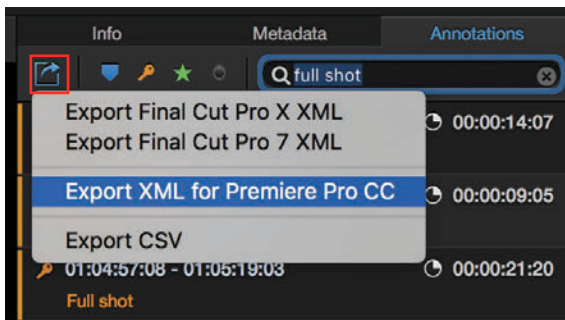 Info Metadata Annotations
full shot
Export Final Cut Pro X XML
00:00:14:07
Export Final Cut Pro 7 XML
Export XML for Premiere Pro CC
00:00:09:05
Export CSV
01:04:57:08 - 01:05:19:03 00:00:21:20
Full shot